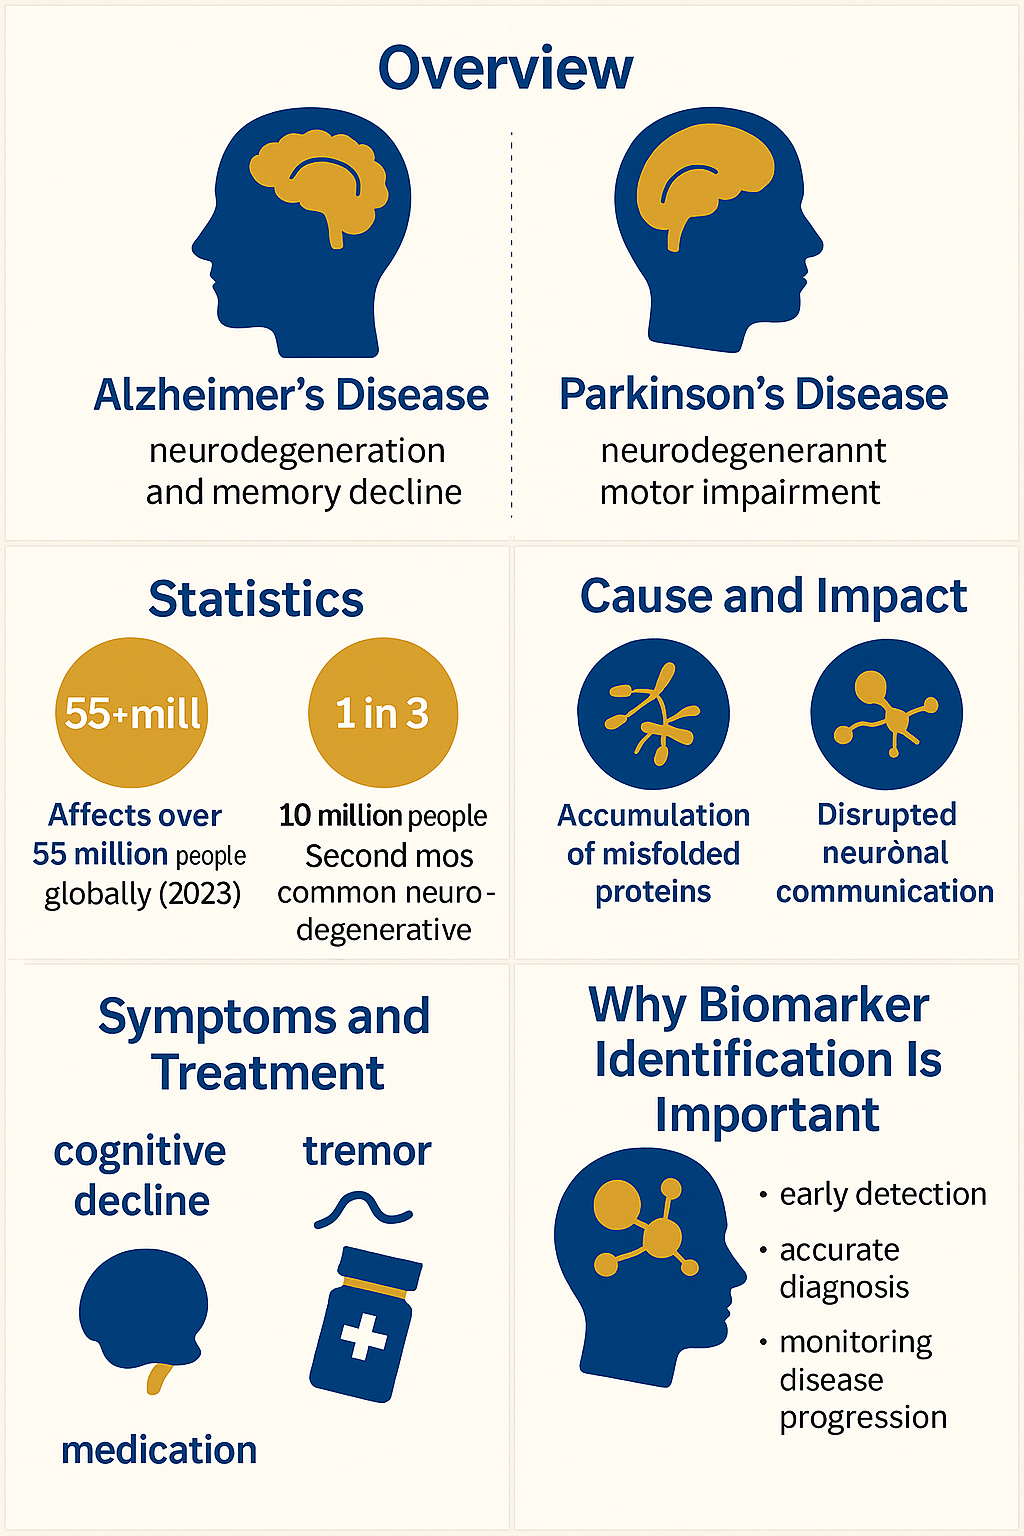 Overview
Alzheimer’s Disease
neurodegeneration
and memory decline
Parkinson’s Disease
neurodegenerannt
motor impairment
Statistics
55+mill
Affects over
55 million people
globally (2023)
1 in 3
10 million people
Second mos
common neuro-
degenerative
Cause and Impact
Accumulation
of misfolded
proteins
Disrupted
neurònal
communication
Symptoms and
Treatment
cognitive
decline
tremor
medication
Why Biomarker
Identification Is
Important
• early detection
• accurate
diagnosis
• monitoring
disease
progression